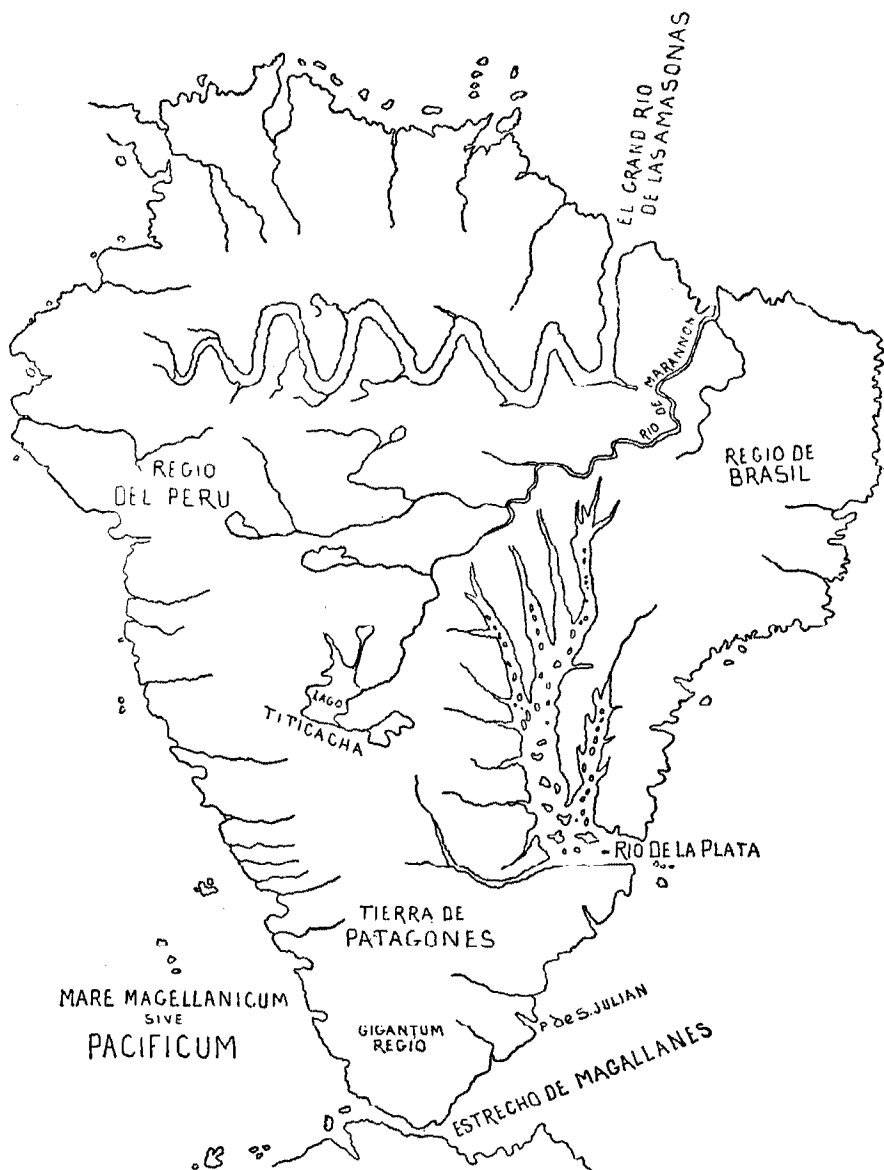 EL GRAND RIO
DE LAS AMASONAS
RIO DE MARANNON
REGIO DE
BRASIL
REGIO
DEL PERU
LAGO
TITICACHA
RIO DE LA PLATA
TIERRA DE
PATAGONES
MARE MAGELLANICUM
SIVE
PACIFICUM
GIGANTUM
REGIO
P de S. JULIAN
ESTRECHO DE MAGALLANES